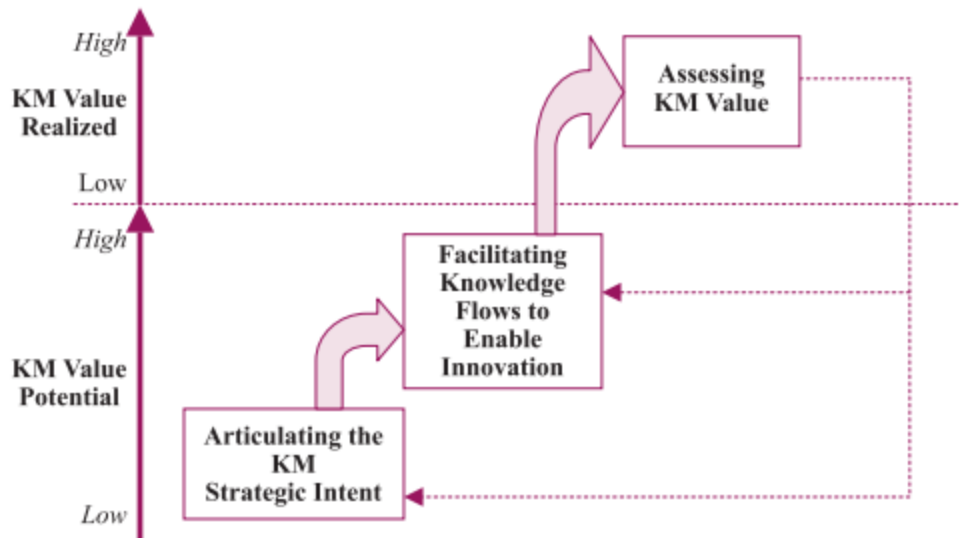 High
KM Value
Realized
Low
High
KM Value
Potential
Low
Assessing
KM Value
Facilitating
Knowledge
Flows to
Enable
Innovation
Articulating the
KM
Strategic Intent